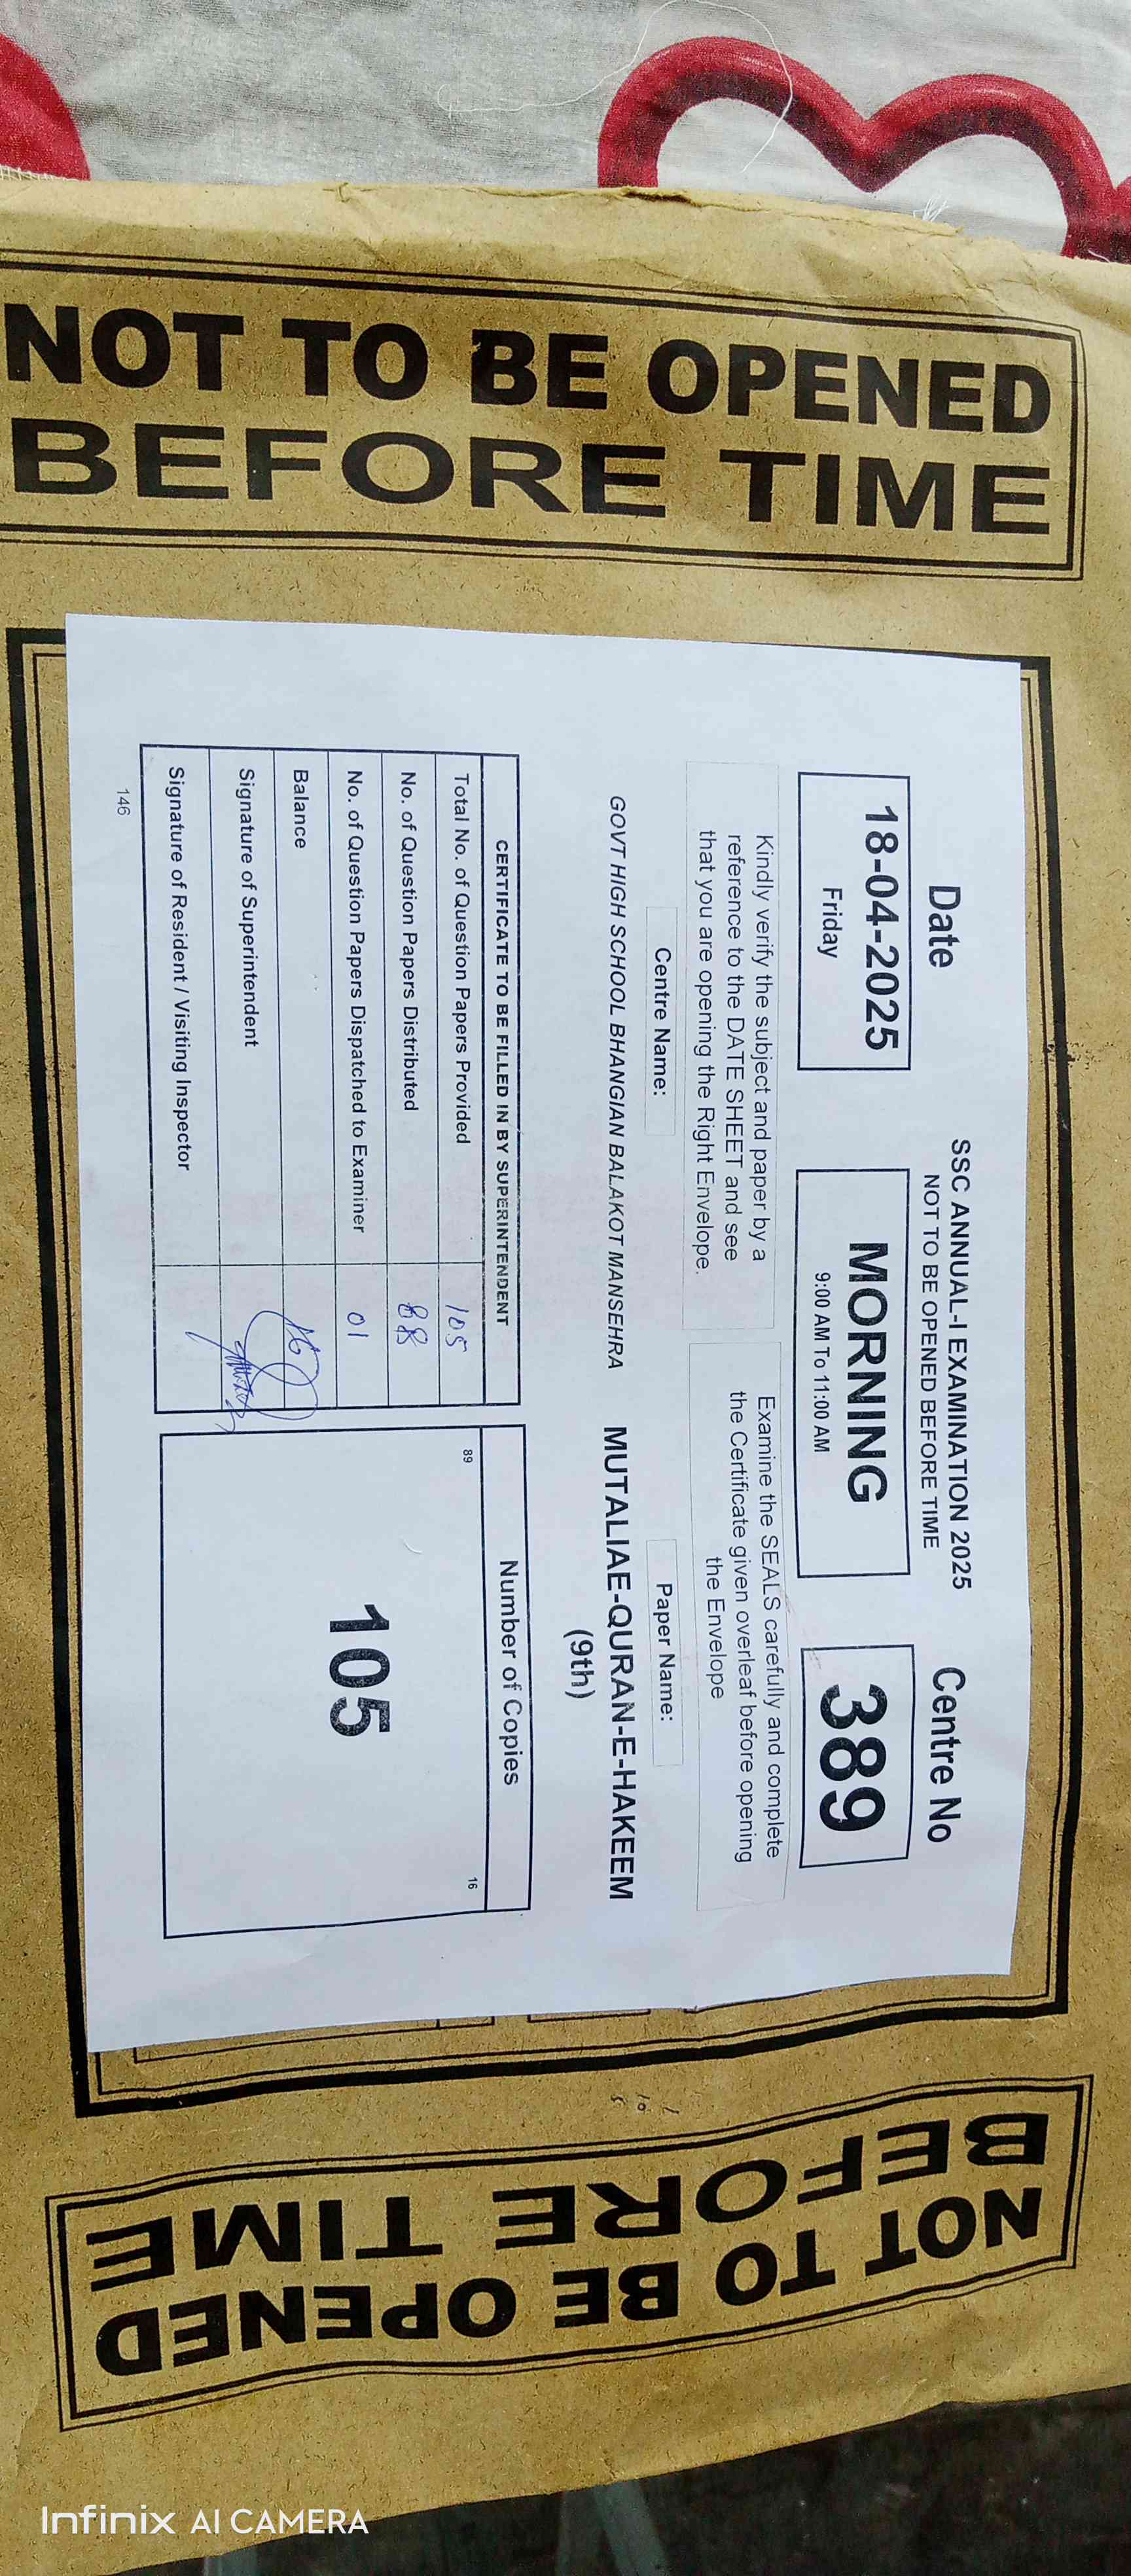 NOT TO BE OPENED
BEFORE TIME
SSC ANNUAL-I EXAMINATION 2025
NOT TO BE OPENED BEFORE TIME
Date
Centre No
18-04-2025
Friday
MORNING
9:00 AM To 11:00 AM
389
Kindly verify the subject and paper by a
reference to the DATE SHEET and see
that you are opening the Right Envelope.
Examine the SEALS carefully and complete
the Certificate given overleaf before opening
the Envelope
Centre Name:
Paper Name:
GOVT HIGH SCHOOL BHANGIAN BALAKOT MANSEHRA
MUTALIAE-QURAN-E-HAKEEM
(9th)
CERTIFICATE TO BE FILLED IN BY SUPERINTENDENT
Total No. of Question Papers Provided 105
No. of Question Papers Distributed 88
No. of Question Papers Dispatched to Examiner 01
Balance 16
Signature of Superintendent
Signature of Resident / Visiting Inspector
Number of Copies
89
16
105
146
NOT TO BE OPENED
BEFORE TIME
Infinix AI CAMERA